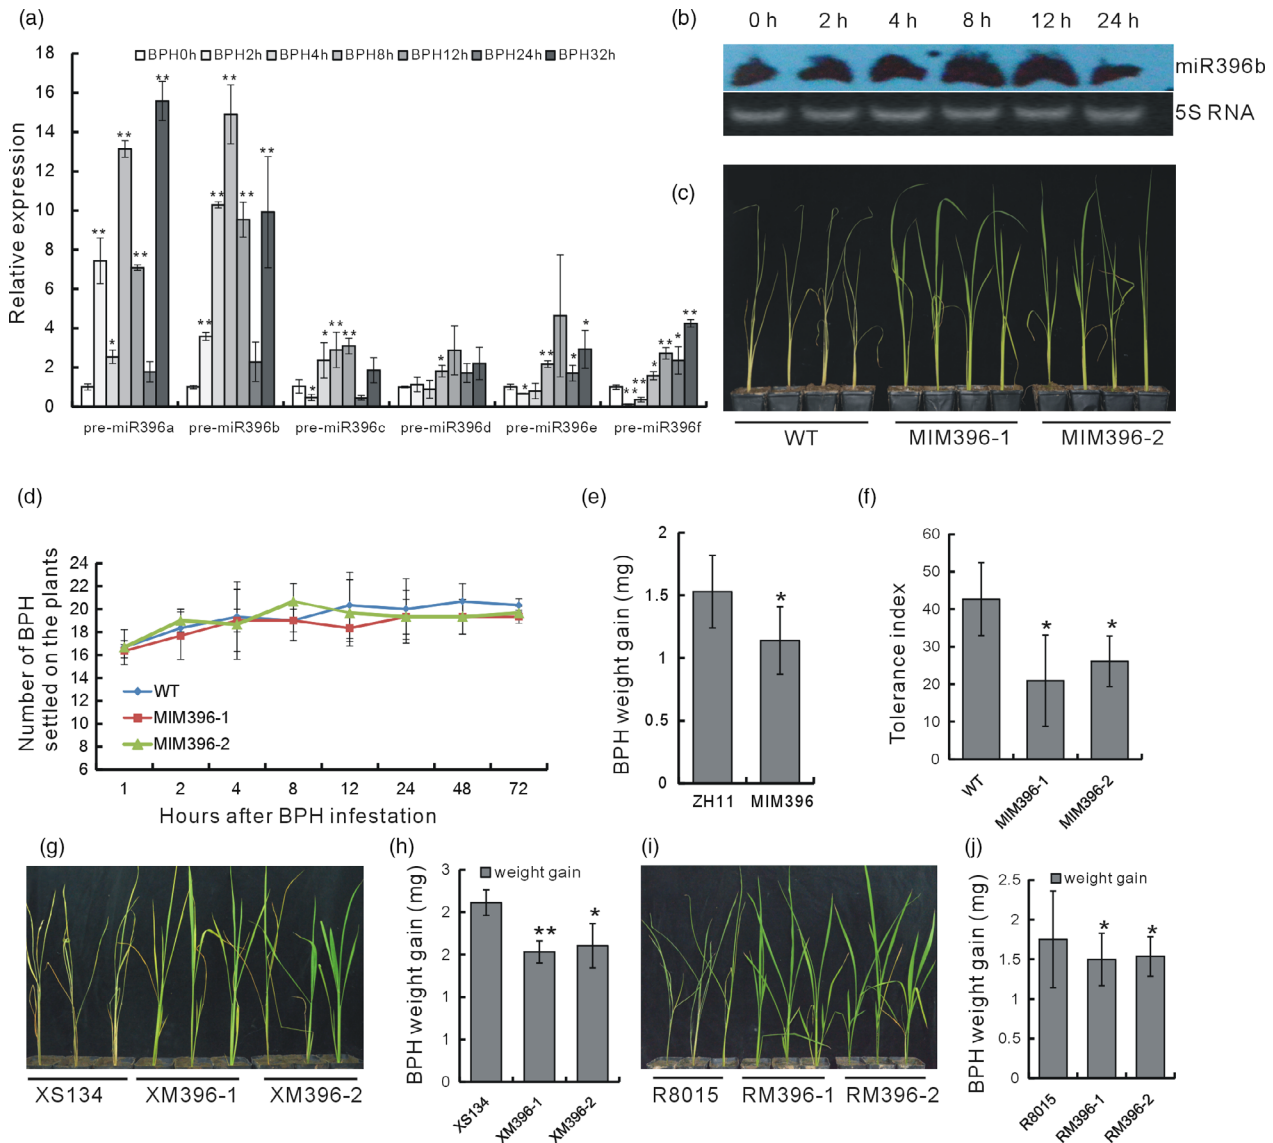 (a)
BPH0h BPH2h BPH4h BPH8h BPH12h BPH24h BPH32h
Relative expression
18
16
14
12
10
8
6
4
2
0
** * ** ** **
** ** ** ** **
* * ** **
*
* ** * *
** ** * ** * **
pre-miR396a pre-miR396b pre-miR396c pre-miR396d pre-miR396e pre-miR396f
(b)
0 h 2 h 4 h 8 h 12 h 24 h
miR396b
5S RNA
(c)
WT MIM396-1 MIM396-2
(d)
Number of BPH
settled on the plants
24
22
20
18
16
14
12
10
8
6
WT
MIM396-1
MIM396-2
1 2 4 8 12 24 48 72
Hours after BPH infestation
(e)
BPH weight gain (mg)
2
1.5
1
0.5
0
*
ZH11 MIM396
(f)
Tolerance index
60
50
40
30
20
10
0
* *
WT MIM396-1 MIM396-2
(g)
XS134 XM396-1 XM396-2
(h)
weight gain
BPH weight gain (mg)
3
2
2
1
1
0
** *
XS134 XM396-1 XM396-2
(i)
R8015 RM396-1 RM396-2
(j)
weight gain
BPH weight gain (mg)
2.5
2
1.5
1
0.5
0
* *
R8015 RM396-1 RM396-2